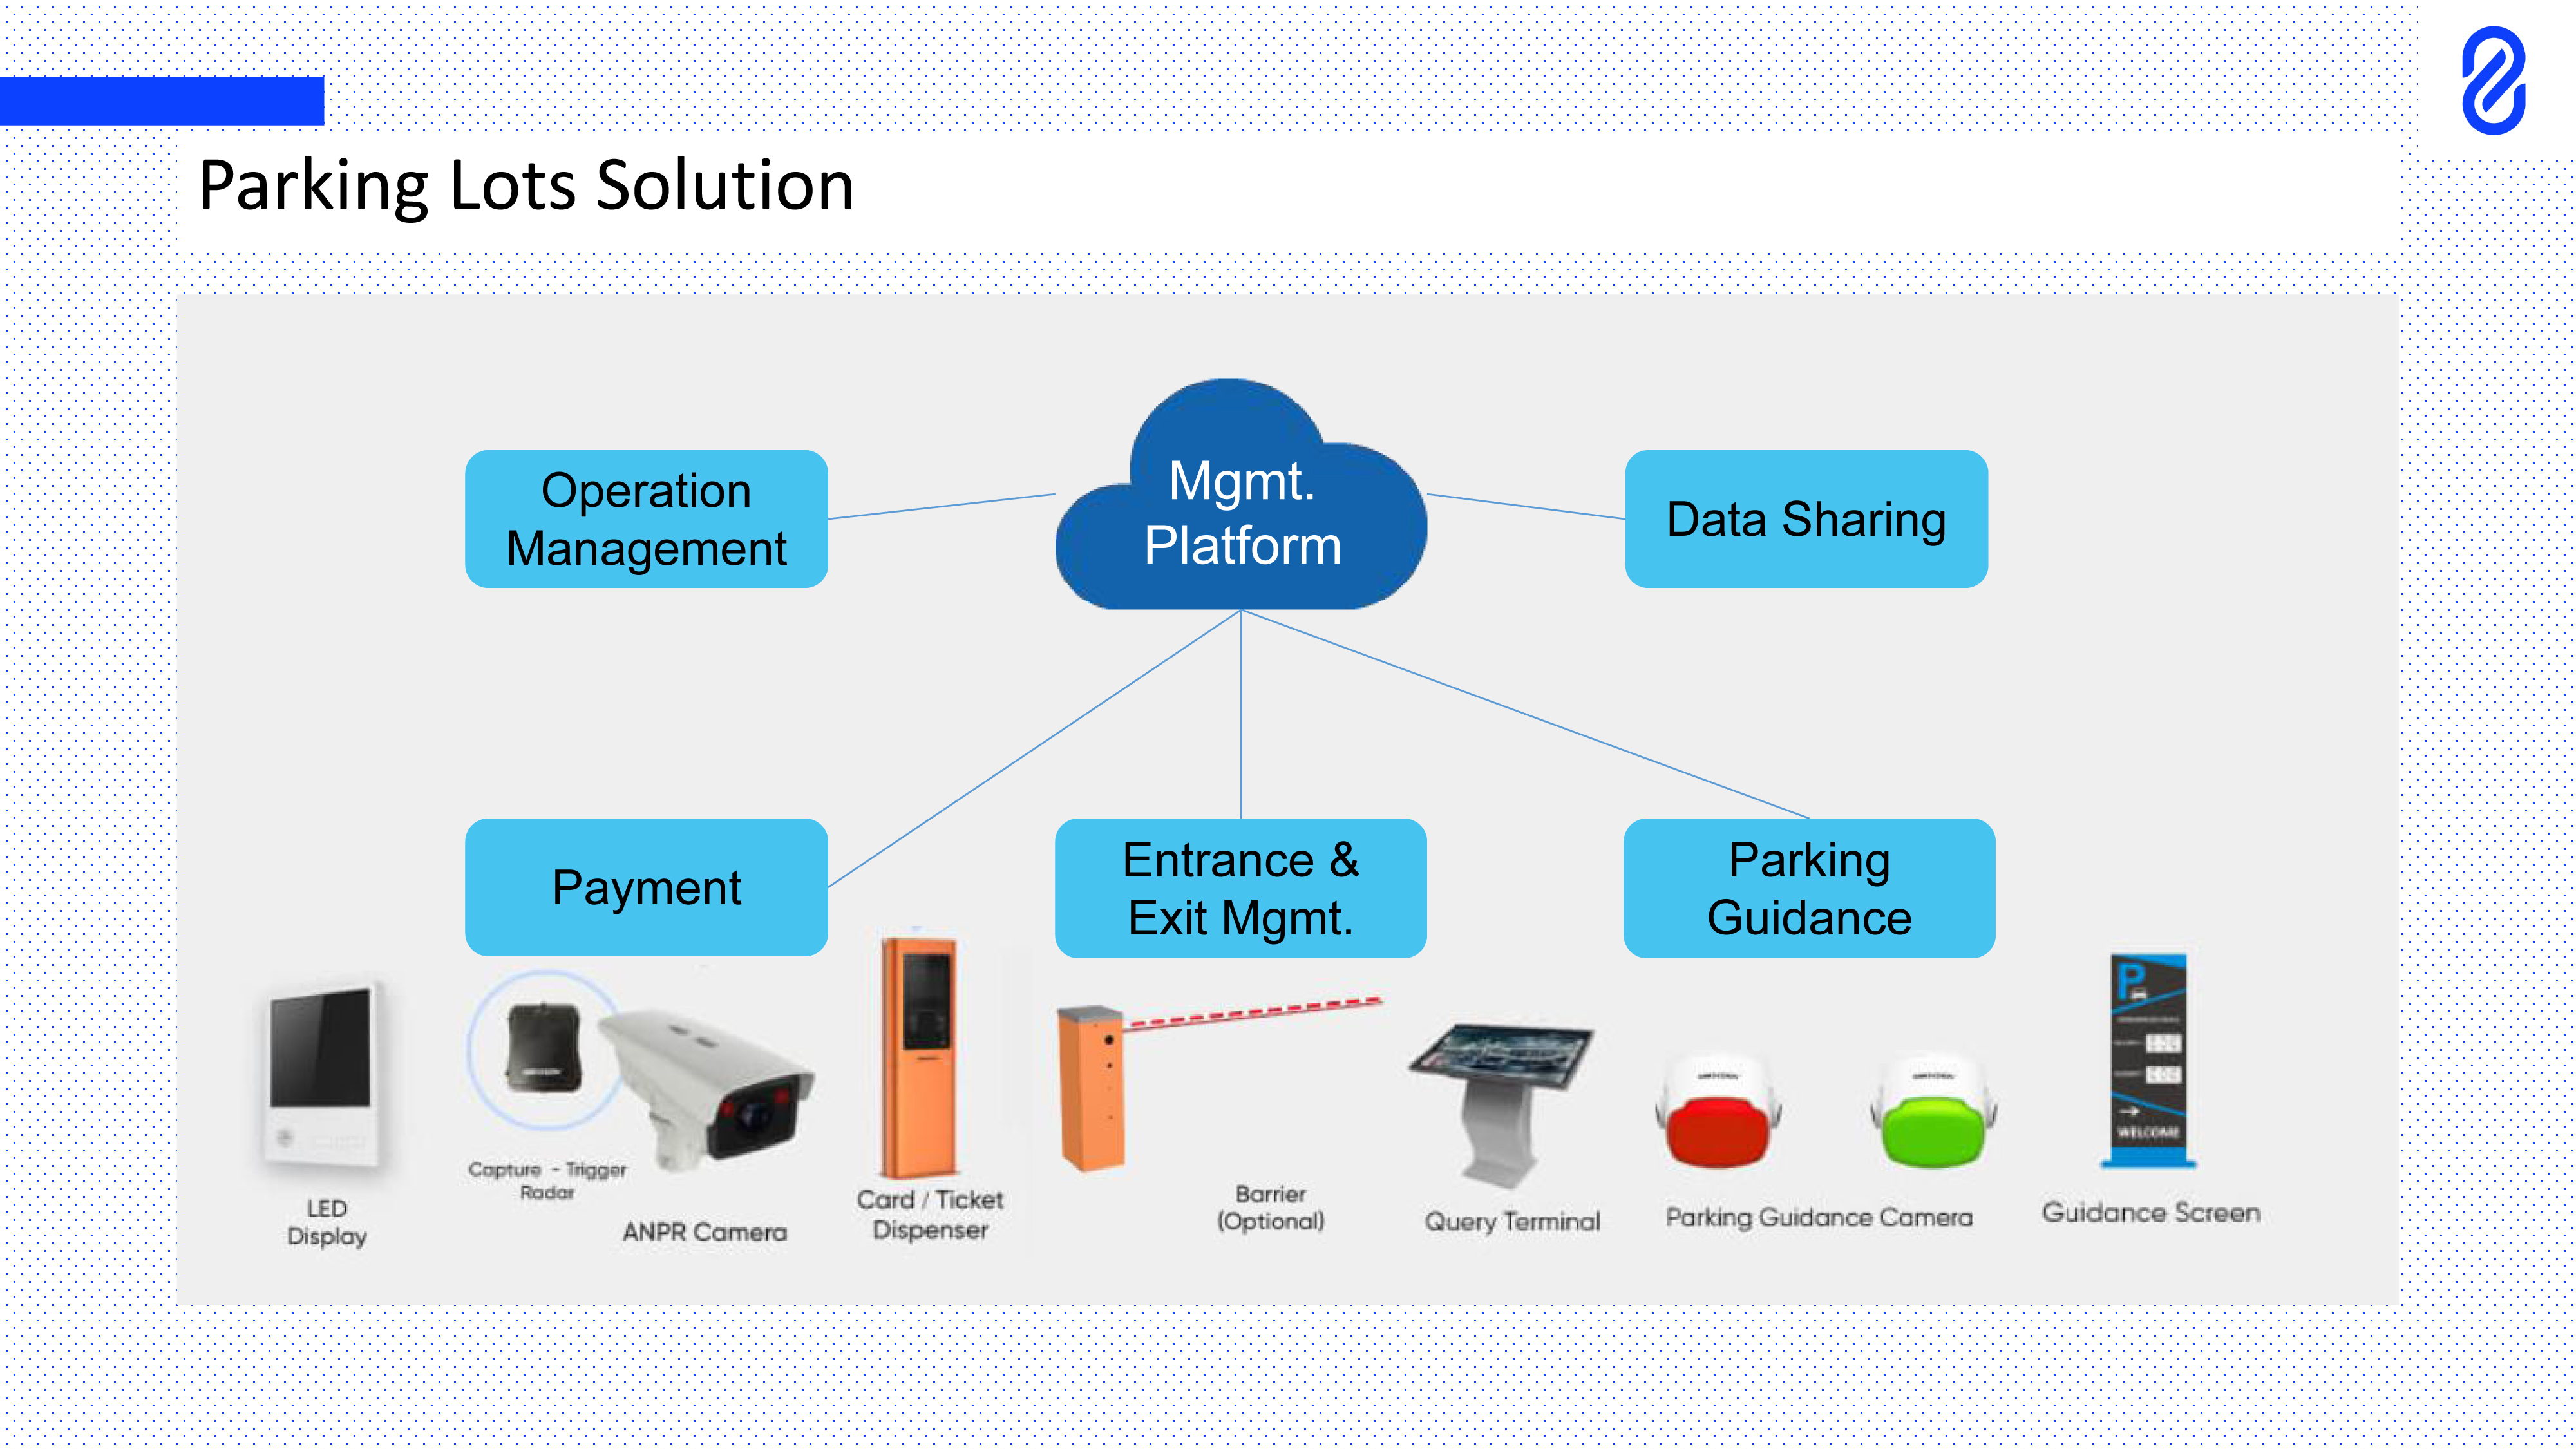 Parking Lots Solution
Operation
Management
Mgmt.
Platform
Data Sharing
Payment
Entrance &
Exit Mgmt.
Parking
Guidance
P
WELCOME
Capture - Trigger
Radar
LED
Display
ANPR Camera
Card / Ticket
Dispenser
Barrier
(Optional)
Query Terminal
Parking Guidance Camera
Guidance Screen